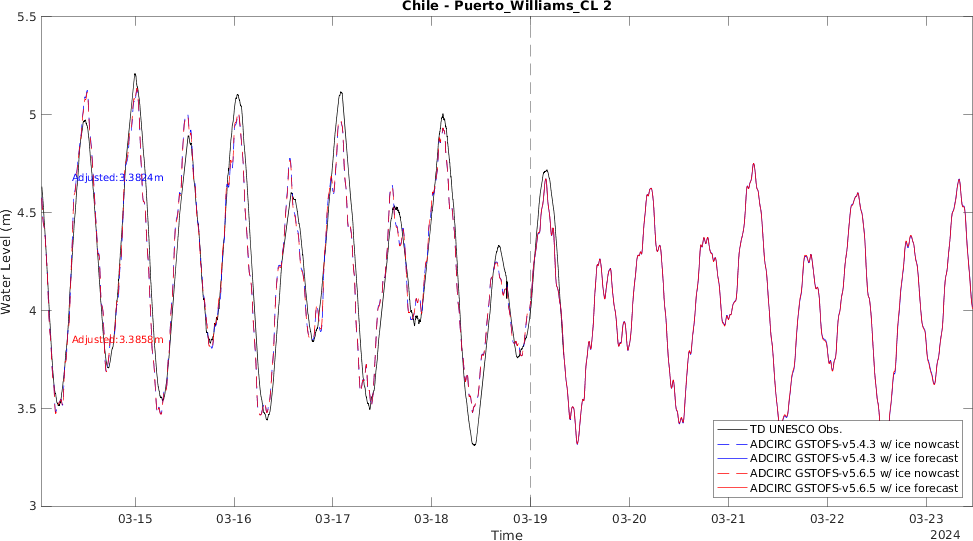 Chile - Puerto_Williams_CL 2
5.5
5
4.5
4
3.5
3
Water Level (m)
Adjusted:3.3824m
Adjusted:3.3858m
TD UNESCO Obs.
ADCIRC GSTOFS-v5.4.3 w/ ice nowcast
ADCIRC GSTOFS-v5.4.3 w/ ice forecast
ADCIRC GSTOFS-v5.6.5 w/ ice nowcast
ADCIRC GSTOFS-v5.6.5 w/ ice forecast
03-15 03-16 03-17 03-18 03-19 03-20 03-21 03-22 03-23
Time
2024